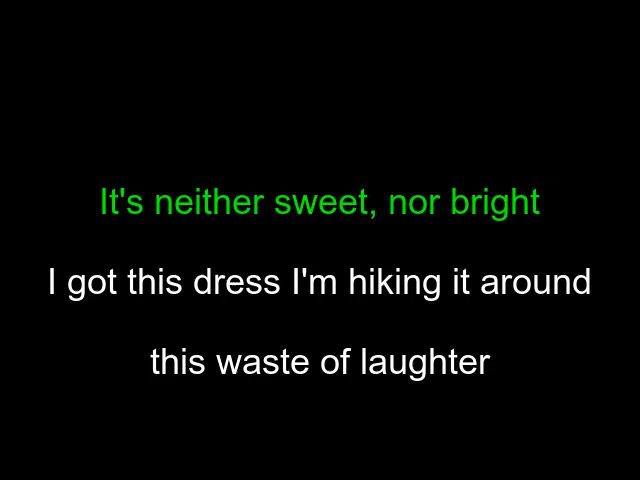 It's neither sweet, nor bright
I got this dress I'm hiking it around
this waste of laughter